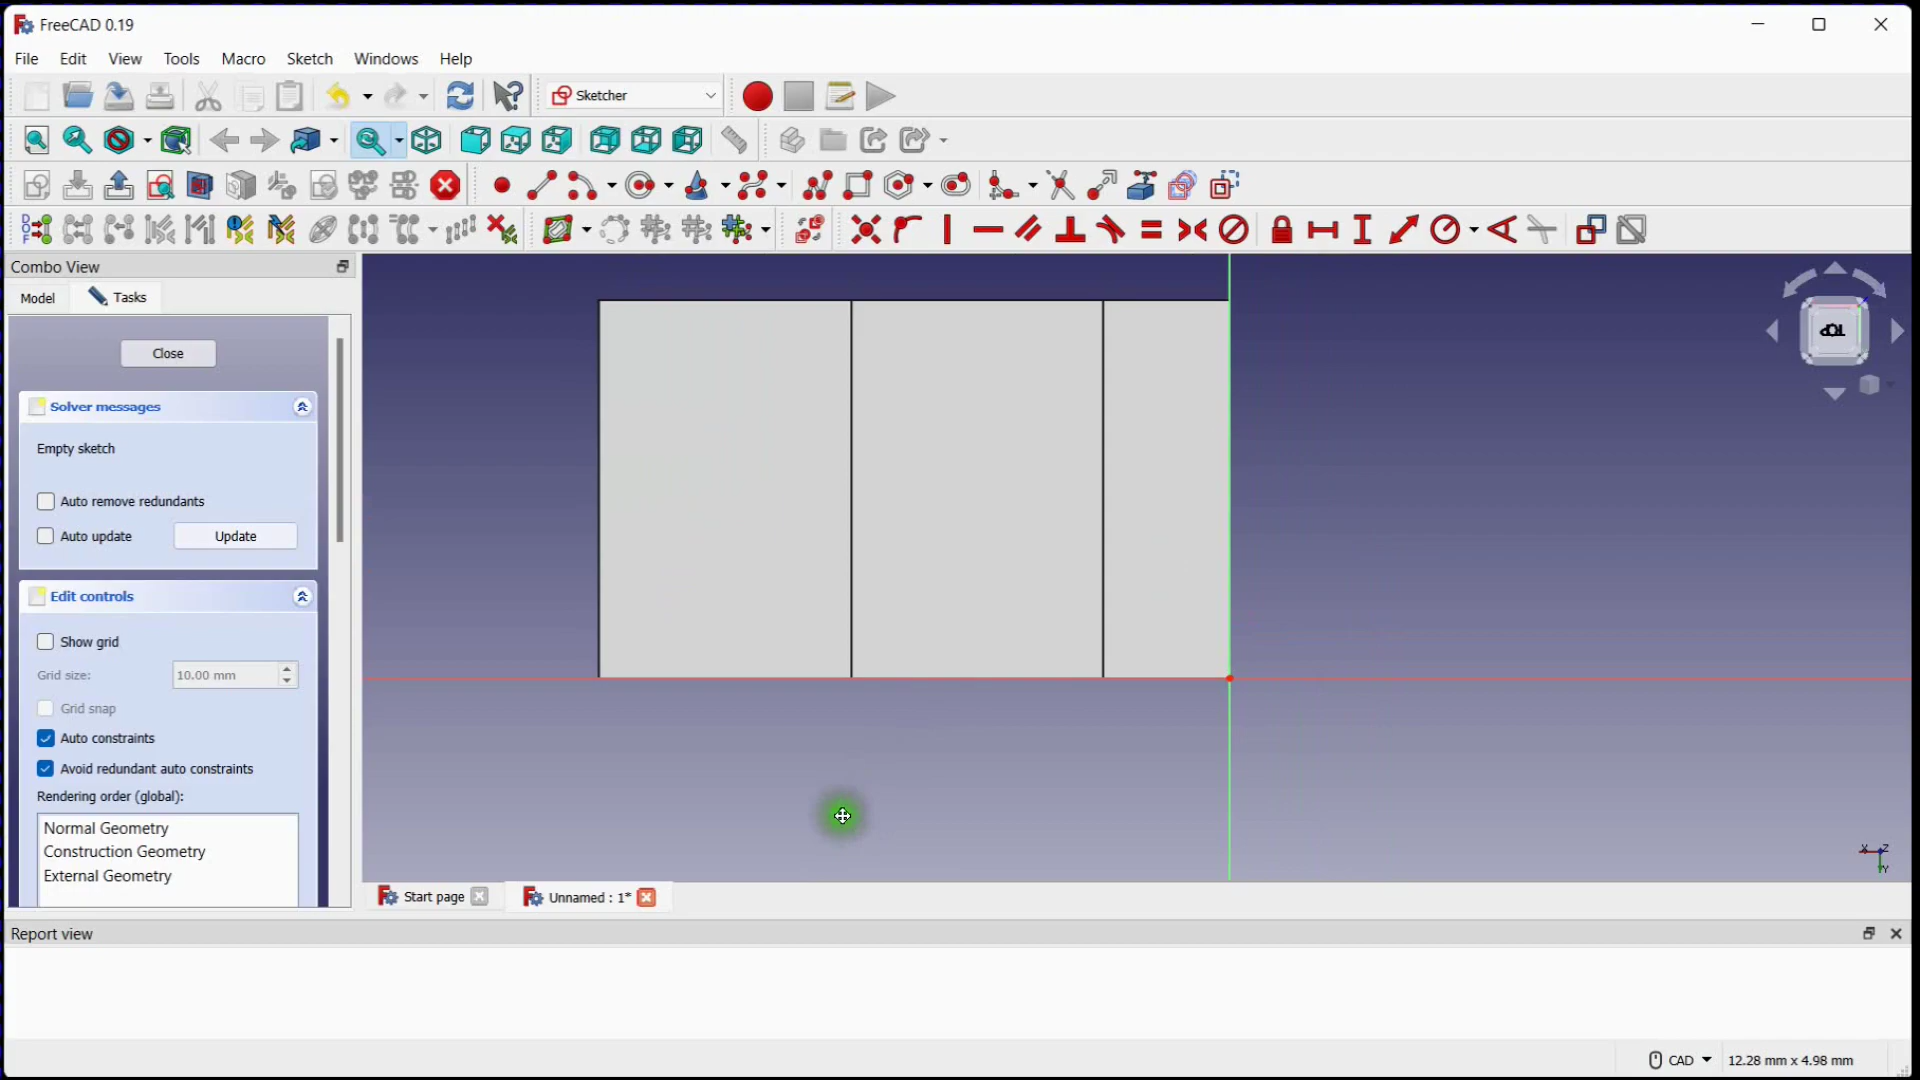 FreeCAD 0.19
File Edit View Tools Macro Sketch Windows Help
Sketcher
Combo View
Model Tasks
TOP
Close
Solver messages
Empty sketch
Auto remove redundants
Auto update Update
Edit controls
Show grid
Grid size: 10.00 mm
Grid snap
Auto constraints
Avoid redundant auto constraints
Rendering order (global):
Normal Geometry
Construction Geometry
External Geometry
X Z
Y
Start page Unnamed : 1*
Report view
CAD 12.28 mm x 4.98 mm